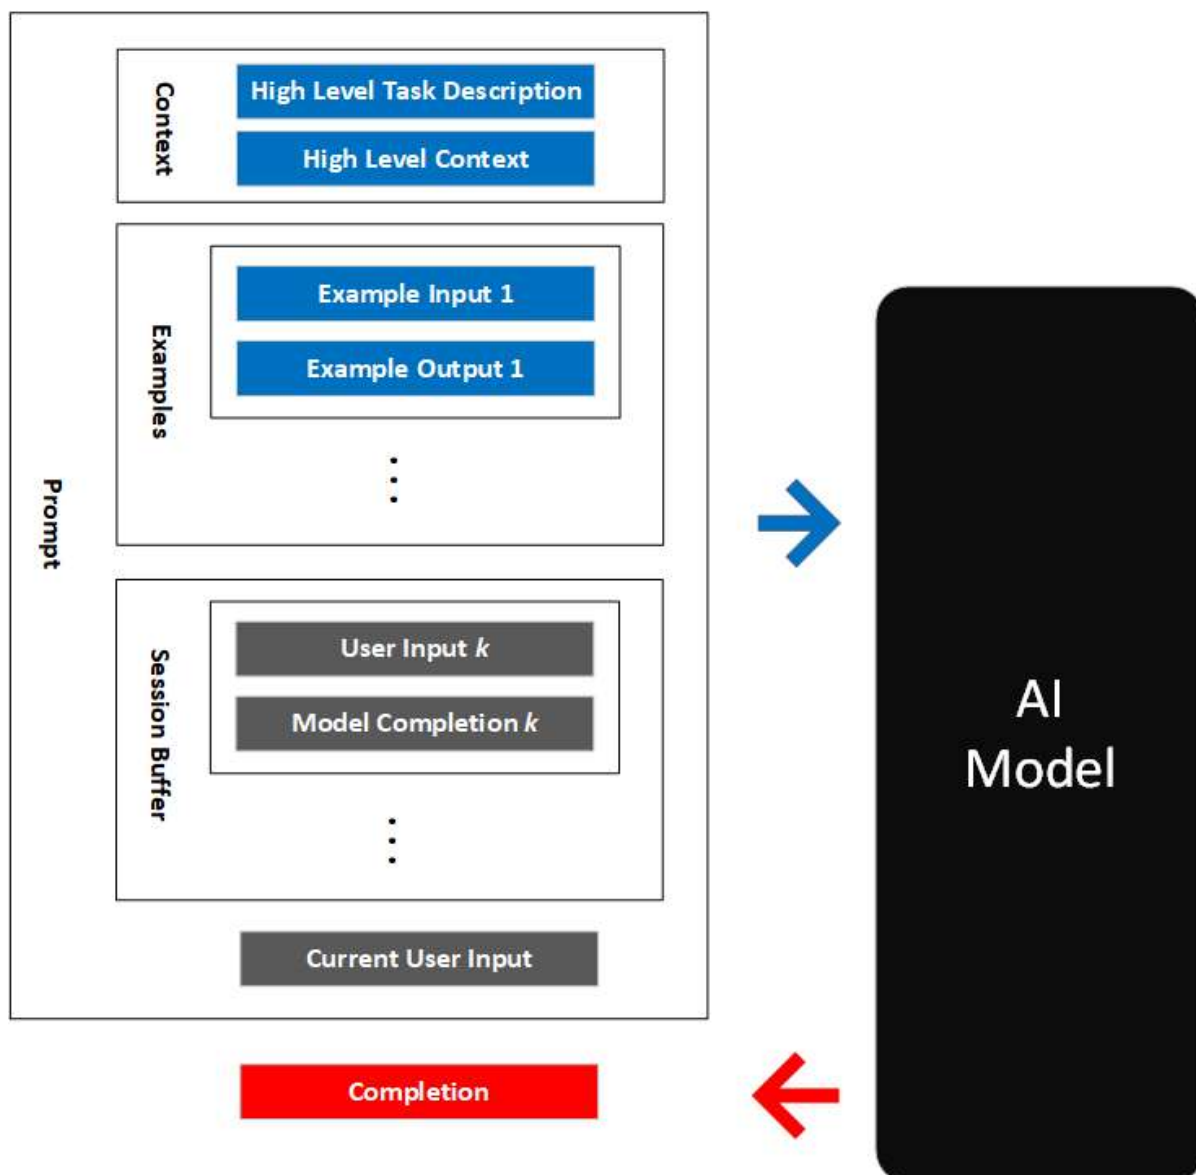 Prompt
Context
High Level Task Description
High Level Context
Examples
Example Input 1
Example Output 1
Session Buffer
User Input k
Model Completion k
Current User Input
Completion
AI
Model